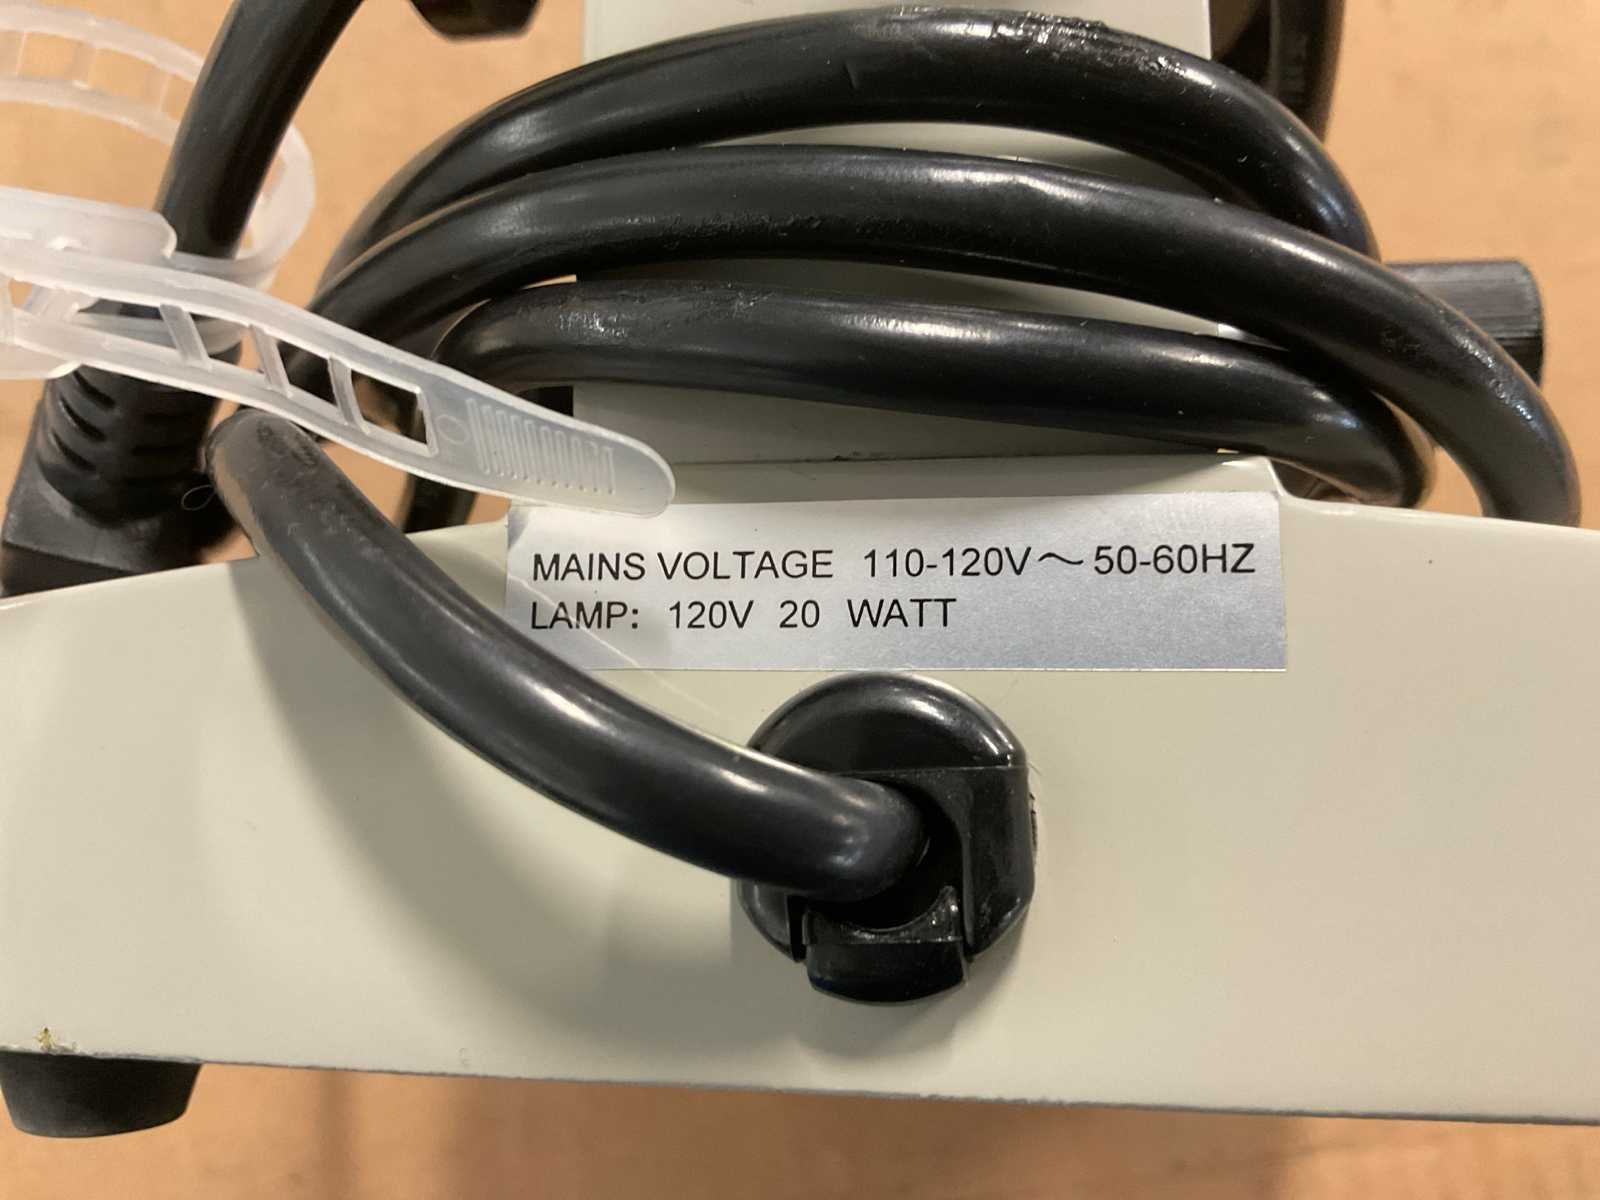 MAINS VOLTAGE 110-120V～50-60HZ
LAMP: 120V 20 WATT